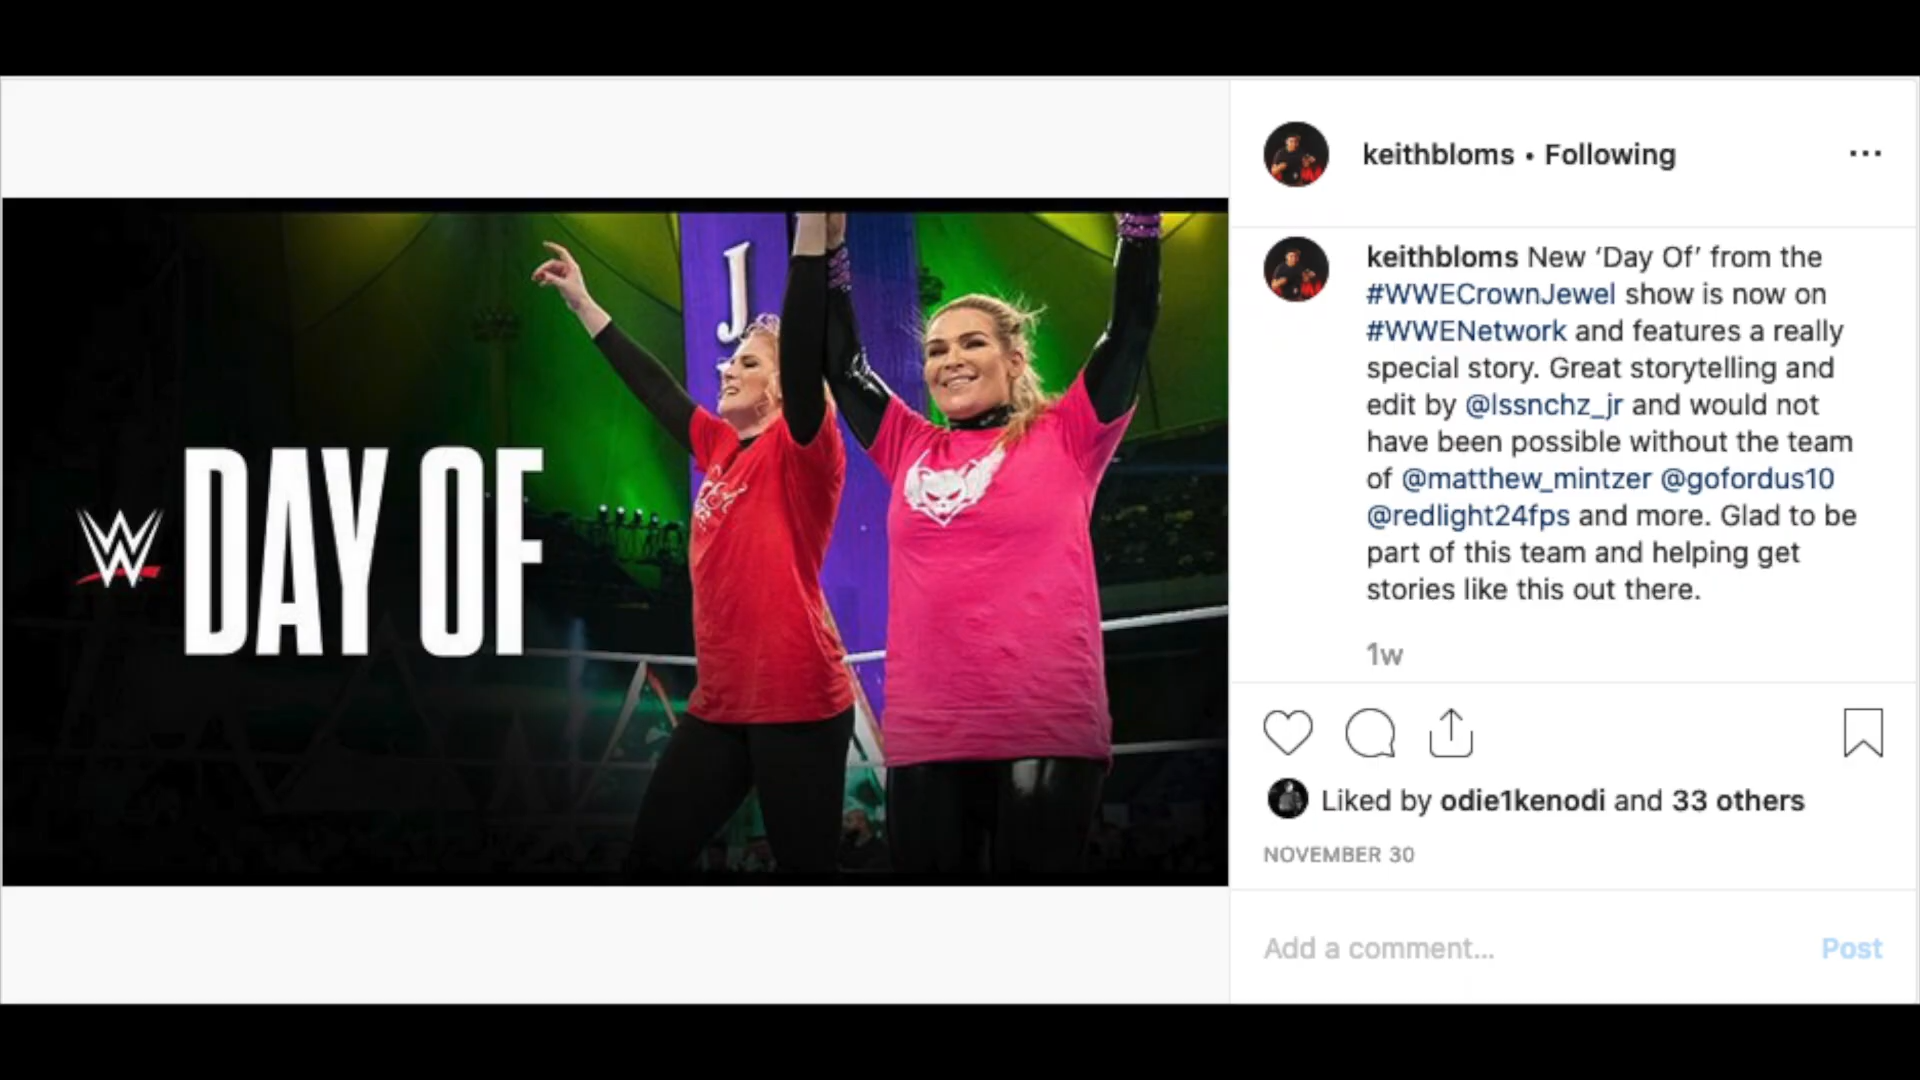 J
W
DAY OF
keithbloms • Following
keithbloms New ‘Day Of’ from the
#WWECrownJewel show is now on
#WWENetwork and features a really
special story. Great storytelling and
edit by @lssnchz_jr and would not
have been possible without the team
of @matthew_mintzer @gofordus10
@redlight24fps and more. Glad to be
part of this team and helping get
stories like this out there.
1w
Liked by odie1kenodi and 33 others
NOVEMBER 30
Add a comment...
Post